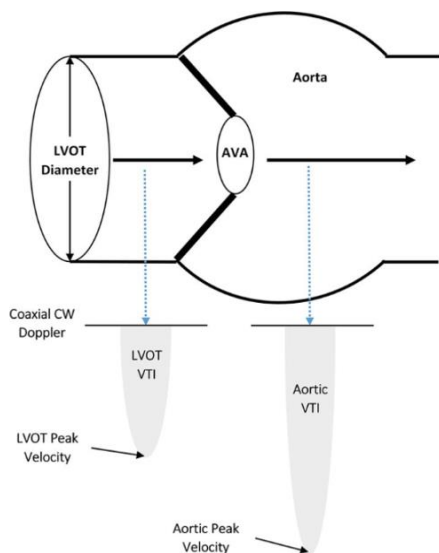 Aorta
LVOT
Diameter
AVA
Coaxial CW
Doppler
LVOT
VTI
Aortic
VTI
LVOT Peak
Velocity
Aortic Peak
Velocity